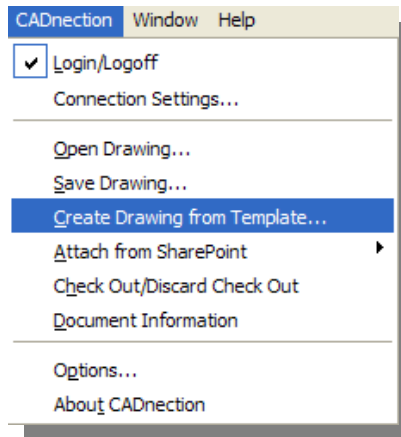 CADnection Window Help
Login/Logoff
Connection Settings...
Open Drawing...
Save Drawing...
Create Drawing from Template...
Attach from SharePoint
Check Out/Discard Check Out
Document Information
Options...
About CADnection